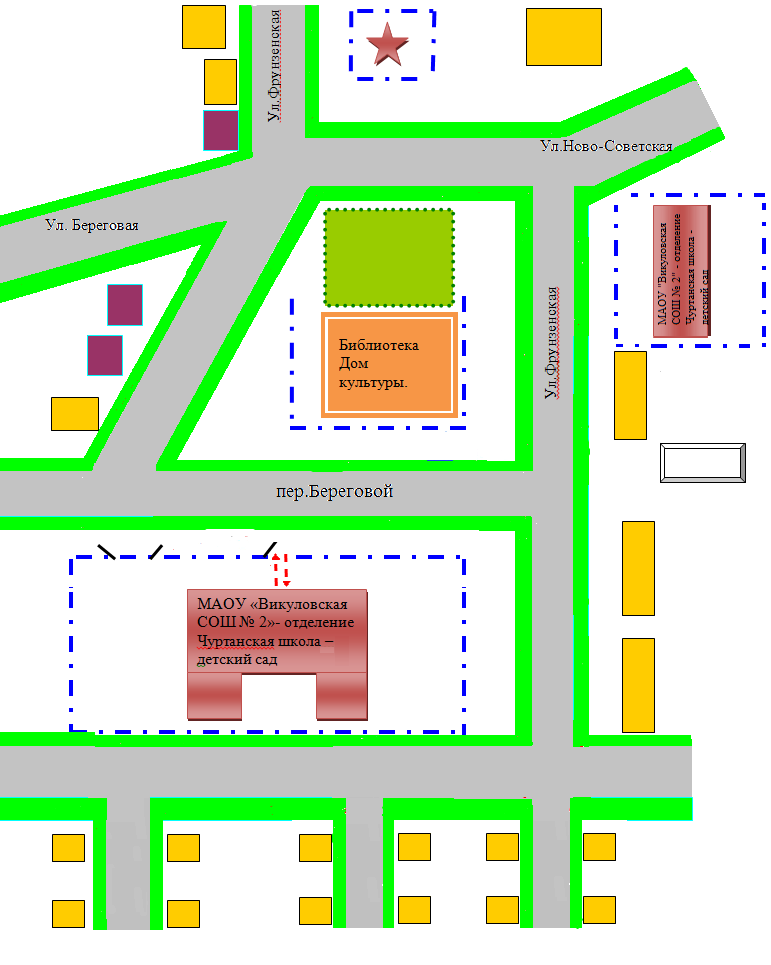 Ул.Фрунзенская
Ул.Ново-Советская
Ул. Береговая
МАОУ "Викуловская
СОШ № 2" - отделение
Чуртанская школа -
детский сад
Библиотека
Дом
культуры.
Ул.Фрунзенская
пер.Береговой
МАОУ «Викуловская
СОШ № 2»- отделение
Чуртанская школа –
детский сад